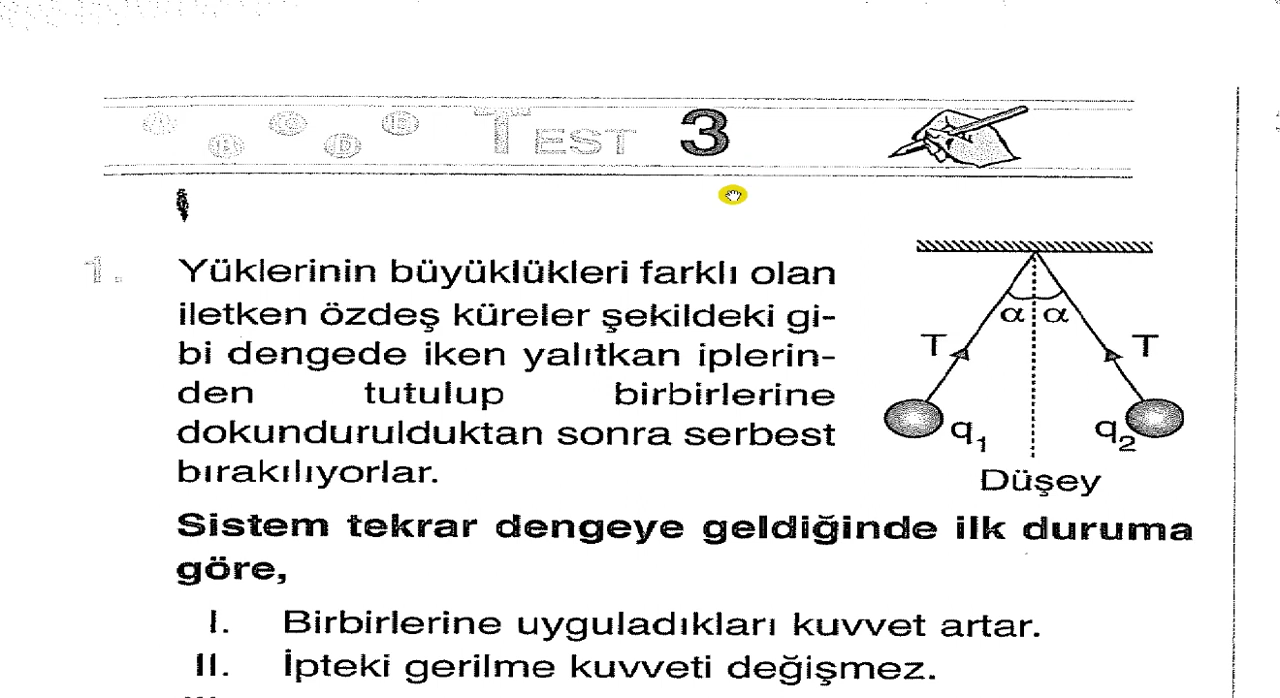 A B C D E TEST 3
1. Yüklerinin büyüklükleri farklı olan
iletken özdeş küreler şekildeki gi-
bi dengede iken yalıtkan iplerin-
den tutulup birbirlerine
dokundurulduktan sonra serbest
bırakılıyorlar.
α α
T T
q1 q2
Düşey
Sistem tekrar dengeye geldiğinde ilk duruma
göre,
I. Birbirlerine uyguladıkları kuvvet artar.
II. İpteki gerilme kuvveti değişmez.